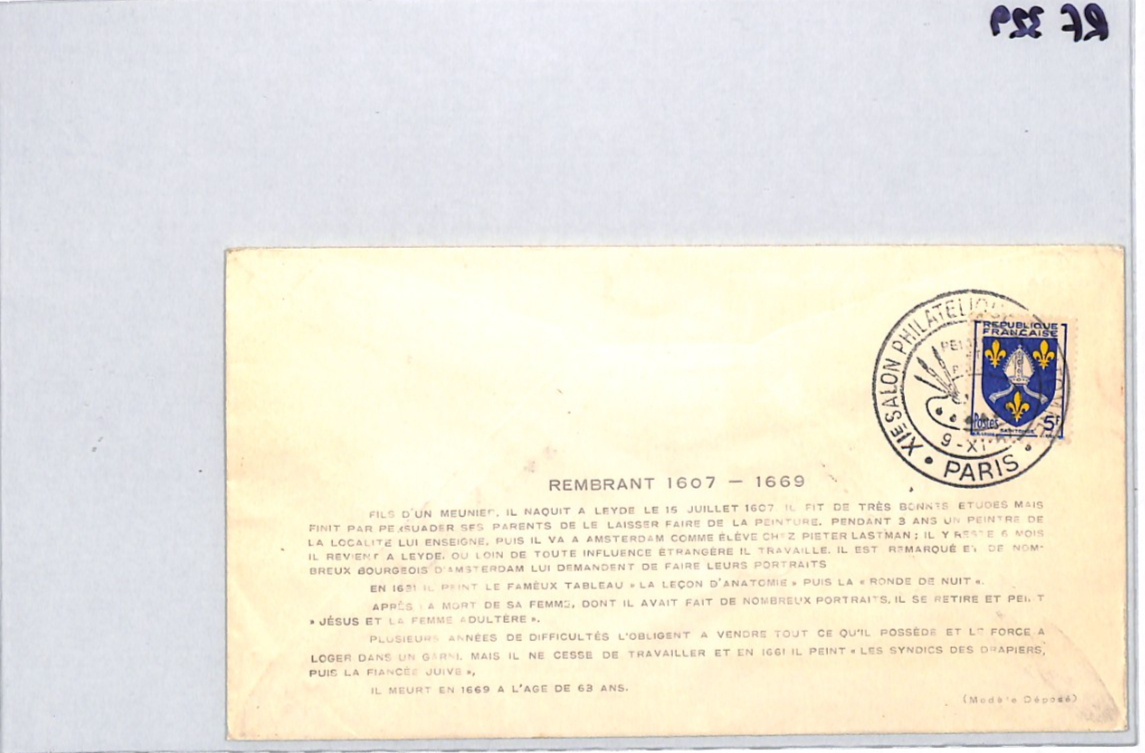 RF 329
XIE SALON PHILATELIQUE
REPUBLIQUE
FRANCAISE
POSTES
5F
9-XI
PARIS
REMBRANT 1607 — 1669
FILS D'UN MEUNIER, IL NAQUIT A LEYDE LE 15 JUILLET 1607 IL FIT DE TRÈS BONNES ETUDES MAIS
FINIT PAR PERSUADER SES PARENTS DE LE LAISSER FAIRE DE LA PEINTURE. PENDANT 3 ANS UN PEINTRE DE
LA LOCALITÉ LUI ENSEIGNE, PUIS IL VA A AMSTERDAM COMME ÉLÈVE CHEZ PIETER LASTMAN ; IL Y RESTE 6 MOIS
IL REVIENT A LEYDE, OU LOIN DE TOUTE INFLUENCE ÉTRANGÈRE IL TRAVAILLE. IL EST REMARQUÉ ET DE NOM-
BREUX BOURGEOIS D'AMSTERDAM LUI DEMANDENT DE FAIRE LEURS PORTRAITS
EN 1631 IL PEINT LE FAMEUX TABLEAU « LA LEÇON D'ANATOMIE » PUIS LA « RONDE DE NUIT ».
APRÈS LA MORT DE SA FEMME, DONT IL AVAIT FAIT DE NOMBREUX PORTRAITS, IL SE RETIRE ET PEINT
» JÉSUS ET LA FEMME ADULTÈRE ».
PLUSIEURS ANNÉES DE DIFFICULTÉS L'OBLIGENT A VENDRE TOUT CE QU'IL POSSÈDE ET LE FORCE A
LOGER DANS UN GARNI, MAIS IL NE CESSE DE TRAVAILLER ET EN 1661 IL PEINT « LES SYNDICS DES DRAPIERS,
PUIS LA FIANCÉE JUIVE »,
IL MEURT EN 1669 A L'AGE DE 63 ANS.
(Modèle Déposé)